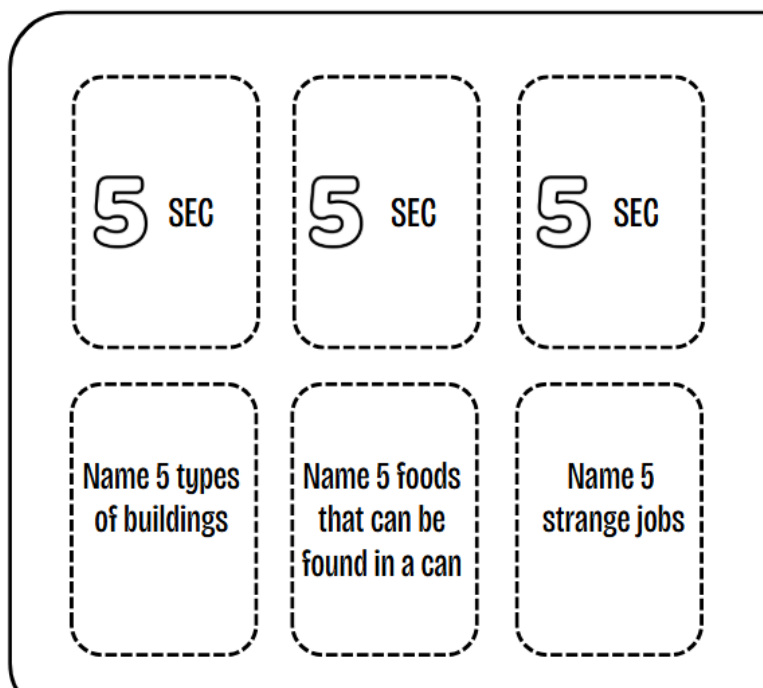 5 SEC
5 SEC
5 SEC
Name 5 types
of buildings
Name 5 foods
that can be
found in a can
Name 5
strange jobs